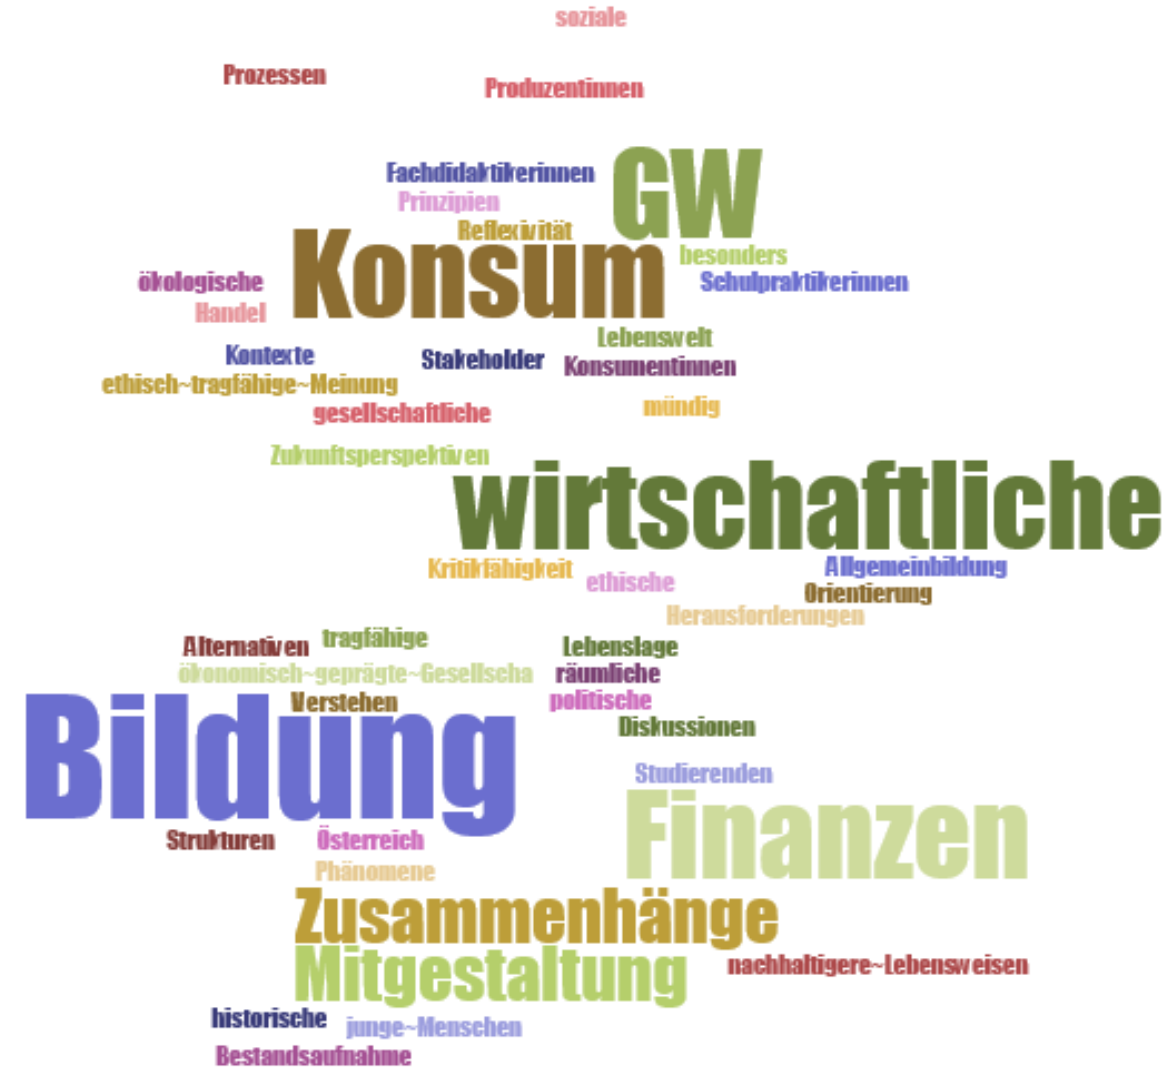 soziale
Prozessen
Produzentinnen
Fachdidaktikerinnen
GW
Prinzipien
Reflexivität
Konsum
besonders
ökologische
Schulpraktikerinnen
Handel
Lebenswelt
Kontexte
Stakeholder
Konsumentinnen
ethisch~tragfähige~Meinung
gesellschaftliche
mündig
Zukunftsperspektiven
wirtschaftliche
Kritikfähigkeit
ethische
Allgemeinbildung
Orientierung
Herausforderungen
Alternativen
tragfähige
Lebenslage
ökonomisch~geprägte~Gesellscha
räumliche
Verstehen
politische
Bildung
Diskussionen
Studierenden
Finanzen
Strukturen
Österreich
Phänomene
Zusammenhänge
Mitgestaltung
nachhaltigere~Lebensweisen
historische
junge~Menschen
Bestandsaufnahme